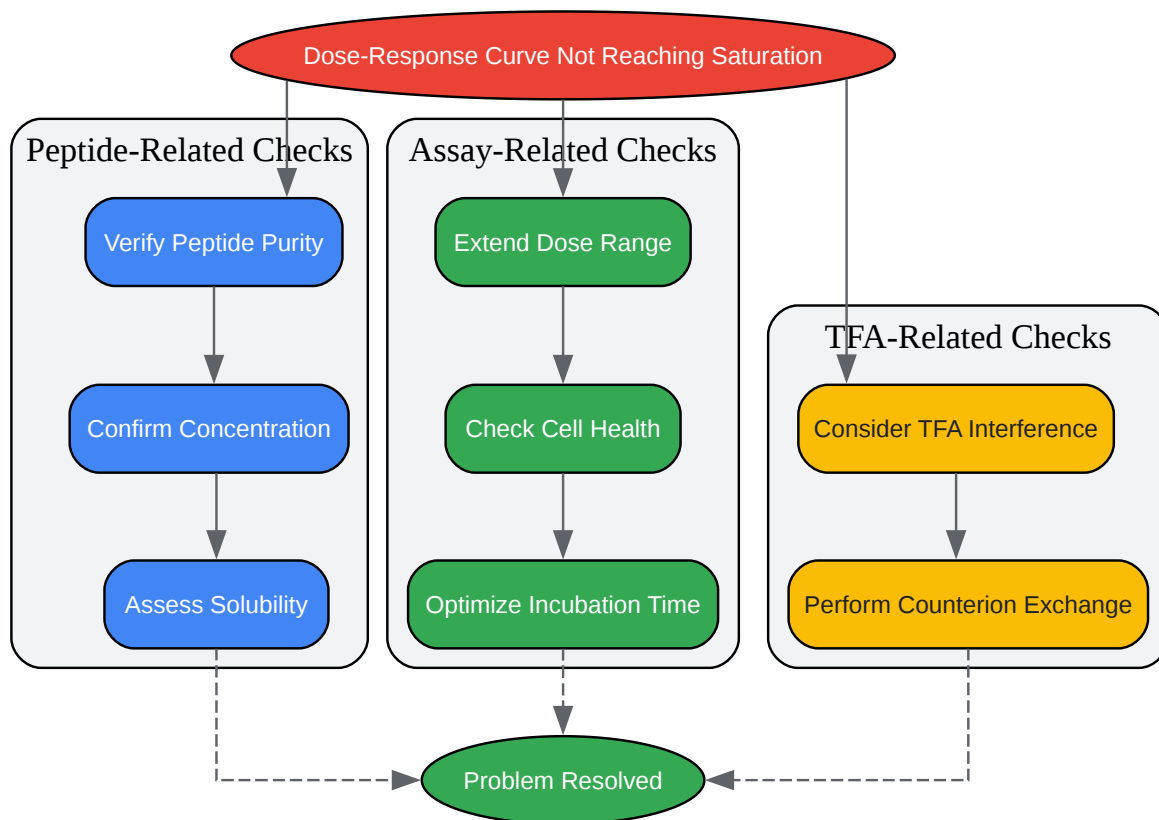 Dose-Response Curve Not Reaching Saturation
Peptide-Related Checks
Verify Peptide Purity
Confirm Concentration
Assess Solubility
Assay-Related Checks
Extend Dose Range
Check Cell Health
Optimize Incubation Time
TFA-Related Checks
Consider TFA Interference
Perform Counterion Exchange
Problem Resolved